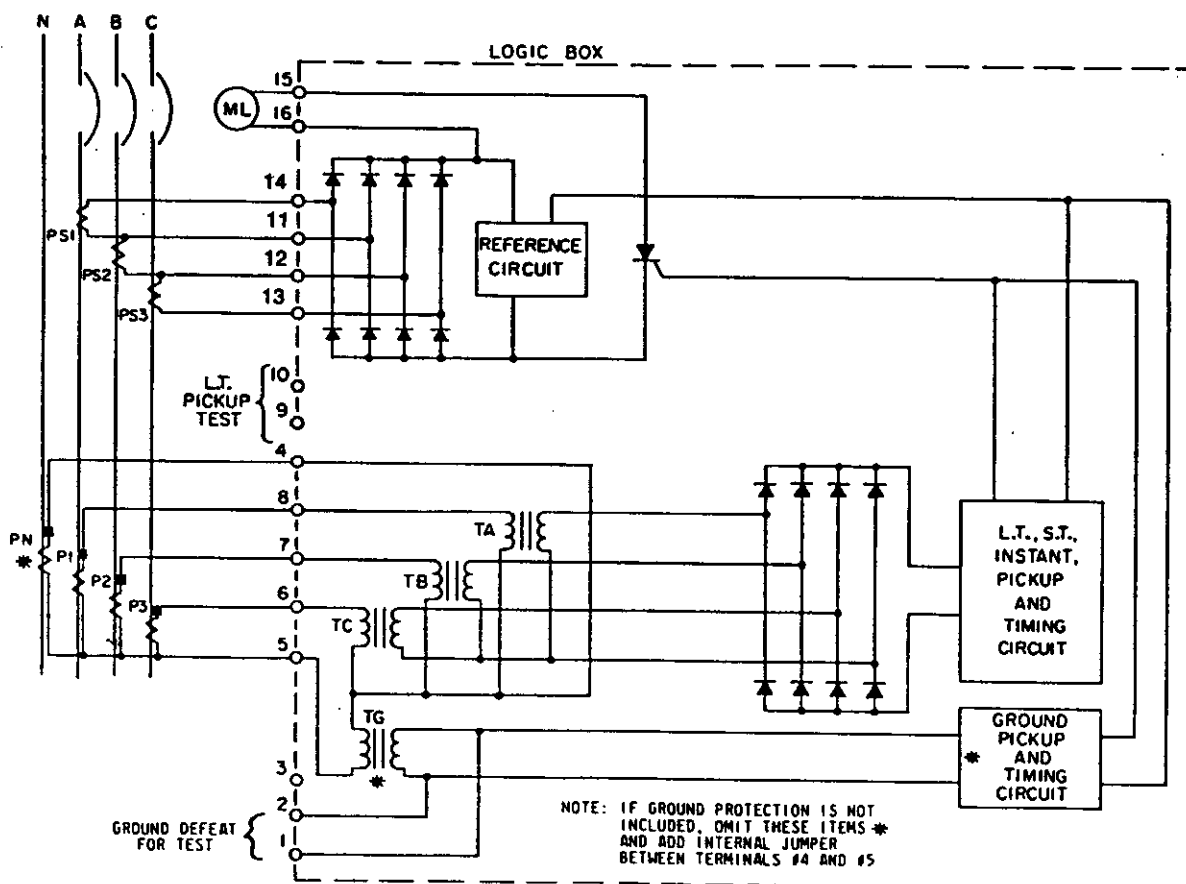 N A B C
LOGIC BOX
15
ML
16
14
PS1
11
PS2
12
PS3
13
REFERENCE
CIRCUIT
L.T.
PICKUP
TEST
10
9
4
8
PN
*
P1
7
P2
6
P3
5
TA
TB
TC
TG
*
L.T., S.T.,
INSTANT,
PICKUP
AND
TIMING
CIRCUIT
GROUND
PICKUP
* AND
TIMING
CIRCUIT
3
2
1
GROUND DEFEAT
FOR TEST
NOTE: IF GROUND PROTECTION IS NOT
INCLUDED, OMIT THESE ITEMS *
AND ADD INTERNAL JUMPER
BETWEEN TERMINALS #4 AND #5